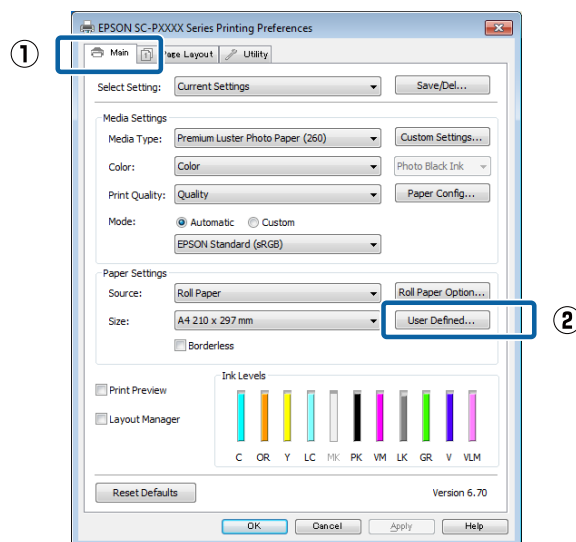 EPSON SC-PXXXX Series Printing Preferences
1
Main Page Layout Utility
Select Setting: Current Settings Save/Del...
Media Settings
Media Type: Premium Luster Photo Paper (260) Custom Settings...
Color: Color Photo Black Ink
Print Quality: Quality Paper Config...
Mode: Automatic Custom
EPSON Standard (sRGB)
Paper Settings
Source: Roll Paper Roll Paper Option...
Size: A4 210 x 297 mm User Defined...
2
Borderless
Ink Levels
Print Preview
Layout Manager
C OR Y LC MK PK VM LK GR V VLM
Reset Defaults Version 6.70
OK Cancel Apply Help